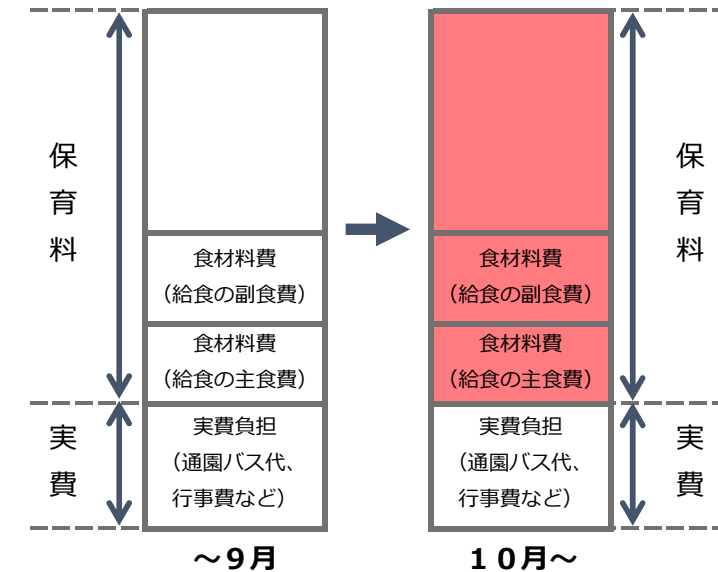 保育料
食材料費
(給食の副食費)
食材料費
(給食の主食費)
実費
実費負担
(通園バス代、
行事費など)
～9月
食材料費
(給食の副食費)
食材料費
(給食の主食費)
保育料
実費負担
(通園バス代、
行事費など)
実費
１０月～